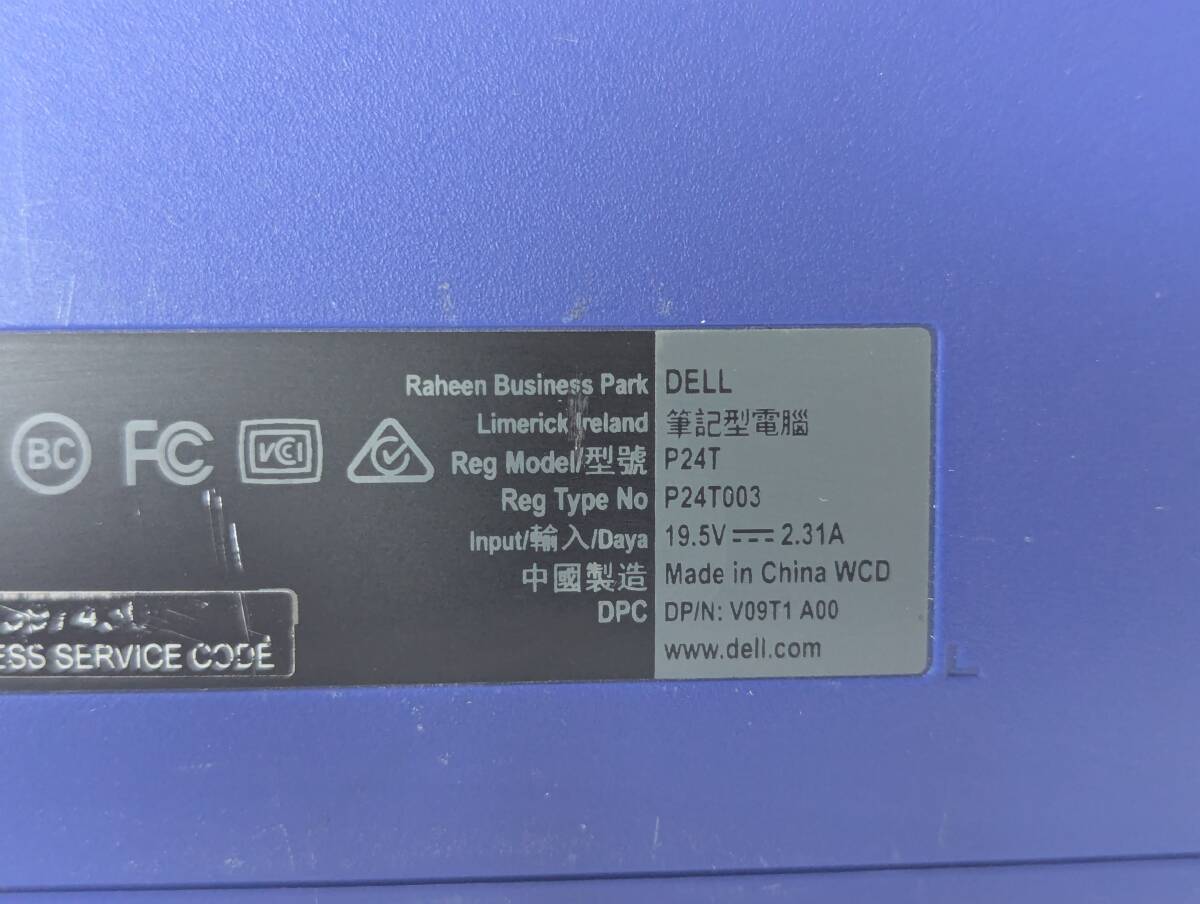 Raheen Business Park DELL
Limerick Ireland 筆記型電腦
Reg Model/型號 P24T
Reg Type No P24T003
Input/輸入/Daya 19.5V⎓2.31A
中國製造 Made in China WCD
DPC DP/N: V09T1 A00
www.dell.com
BC FC VCI
ESS SERVICE CODE
L